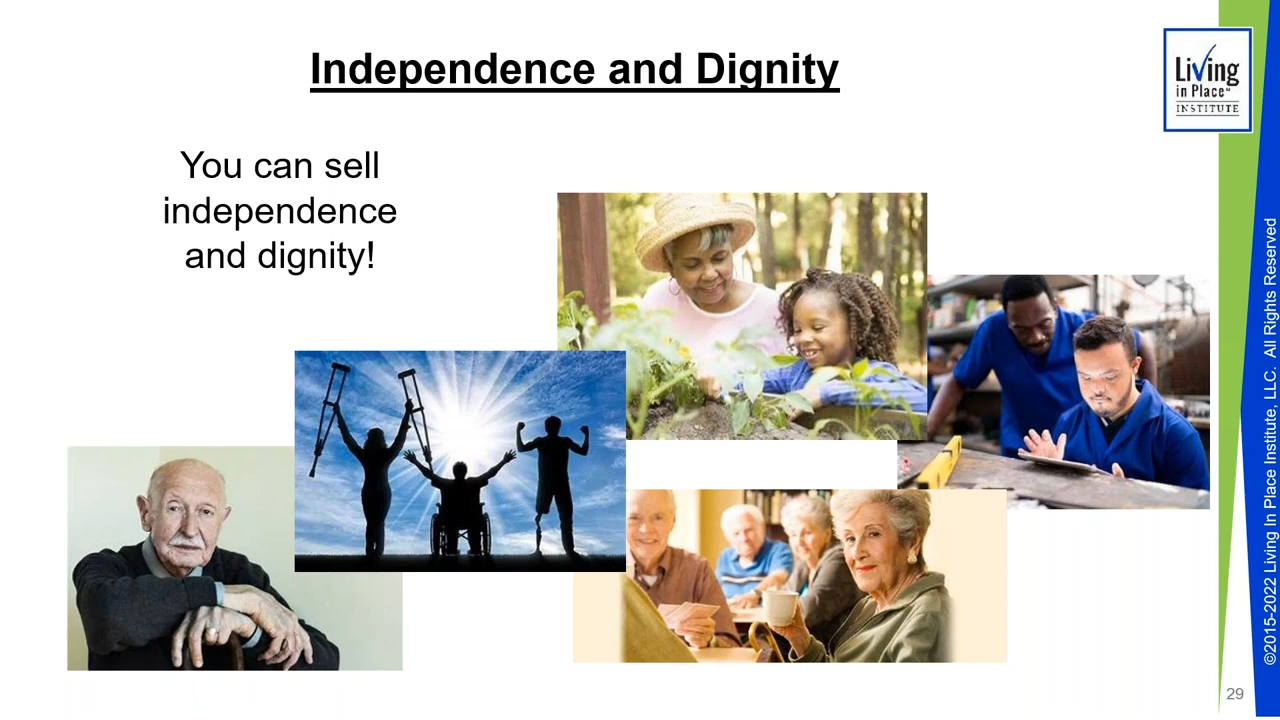 Independence and Dignity
You can sell
independence
and dignity!
Living
in Place℠
INSTITUTE
©2015-2022 Living In Place Institute, LLC.  All Rights Reserved
29